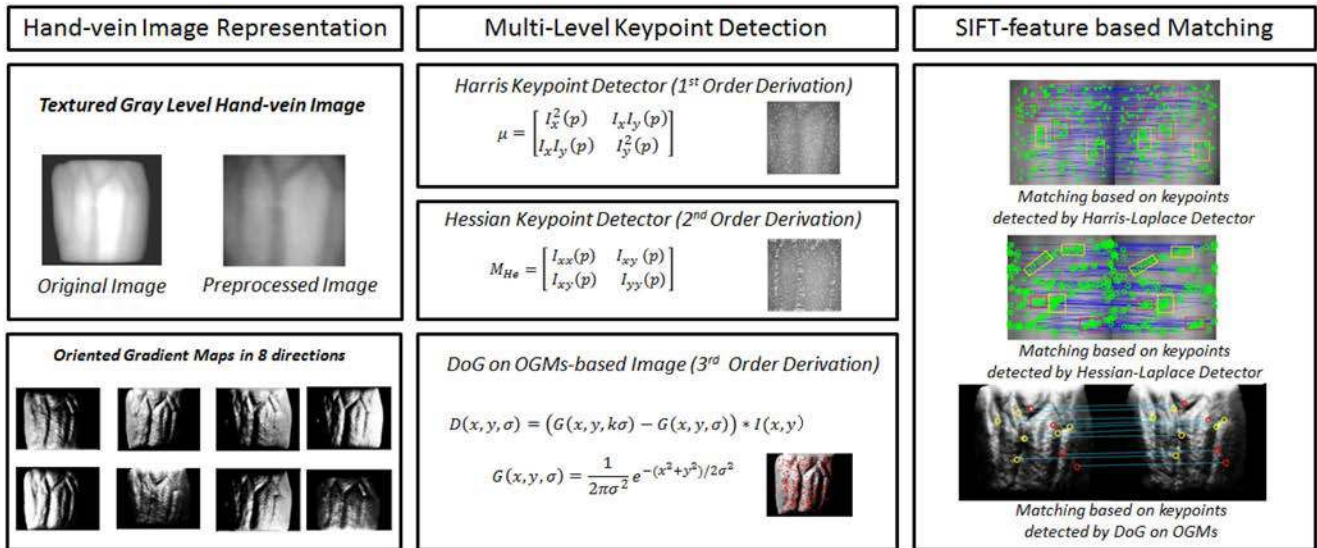 Hand-vein Image Representation
Textured Gray Level Hand-vein Image
Original Image
Preprocessed Image
Oriented Gradient Maps in 8 directions
Multi-Level Keypoint Detection
Harris Keypoint Detector (1st Order Derivation)
μ = [ I_x^2(p) I_xI_y(p)
I_xI_y(p) I_y^2(p) ]
Hessian Keypoint Detector (2nd Order Derivation)
M_He = [ I_xx(p) I_xy(p)
I_xy(p) I_yy(p) ]
DoG on OGMs-based Image (3rd Order Derivation)
D(x, y, σ) = (G(x, y, kσ) − G(x, y, σ)) * I(x, y)
G(x, y, σ) = 1/(2πσ^2) e^(−(x^2+y^2)/2σ^2)
SIFT-feature based Matching
Matching based on keypoints
detected by Harris-Laplace Detector
Matching based on keypoints
detected by Hessian-Laplace Detector
Matching based on keypoints
detected by DoG on OGMs